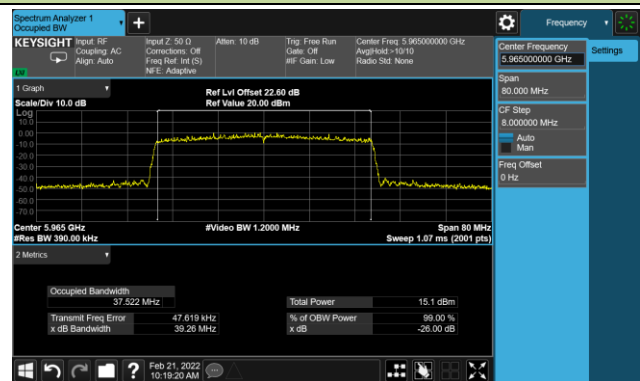 Spectrum Analyzer 1
Occupied BW
Frequency
KEYSIGHT
Input: RF
Coupling: AC
Align: Auto
Input Z: 50 Ω
Corrections: Off
Freq Ref: Int (S)
NFE: Adaptive
Atten: 10 dB
Trig: Free Run
Gate: Off
#IF Gain: Low
Center Freq: 5.965000000 GHz
Avg|Hold:>10/10
Radio Std: None
Center Frequency
5.965000000 GHz
Settings
Span
80.000 MHz
CF Step
8.000000 MHz
Auto
Man
Freq Offset
0 Hz
1 Graph
Scale/Div 10.0 dB
Ref Lvl Offset 22.60 dB
Ref Value 20.00 dBm
Log
10.0
0.00
-10.0
-20.0
-30.0
-40.0
-50.0
-60.0
-70.0
Center 5.965 GHz
#Video BW 1.2000 MHz
Span 80 MHz
#Res BW 390.00 kHz
Sweep 1.07 ms (2001 pts)
2 Metrics
Occupied Bandwidth
37.522 MHz
Total Power 15.1 dBm
Transmit Freq Error 47.619 kHz
% of OBW Power 99.00 %
x dB Bandwidth 39.26 MHz
x dB -26.00 dB
Feb 21, 2022
10:19:20 AM